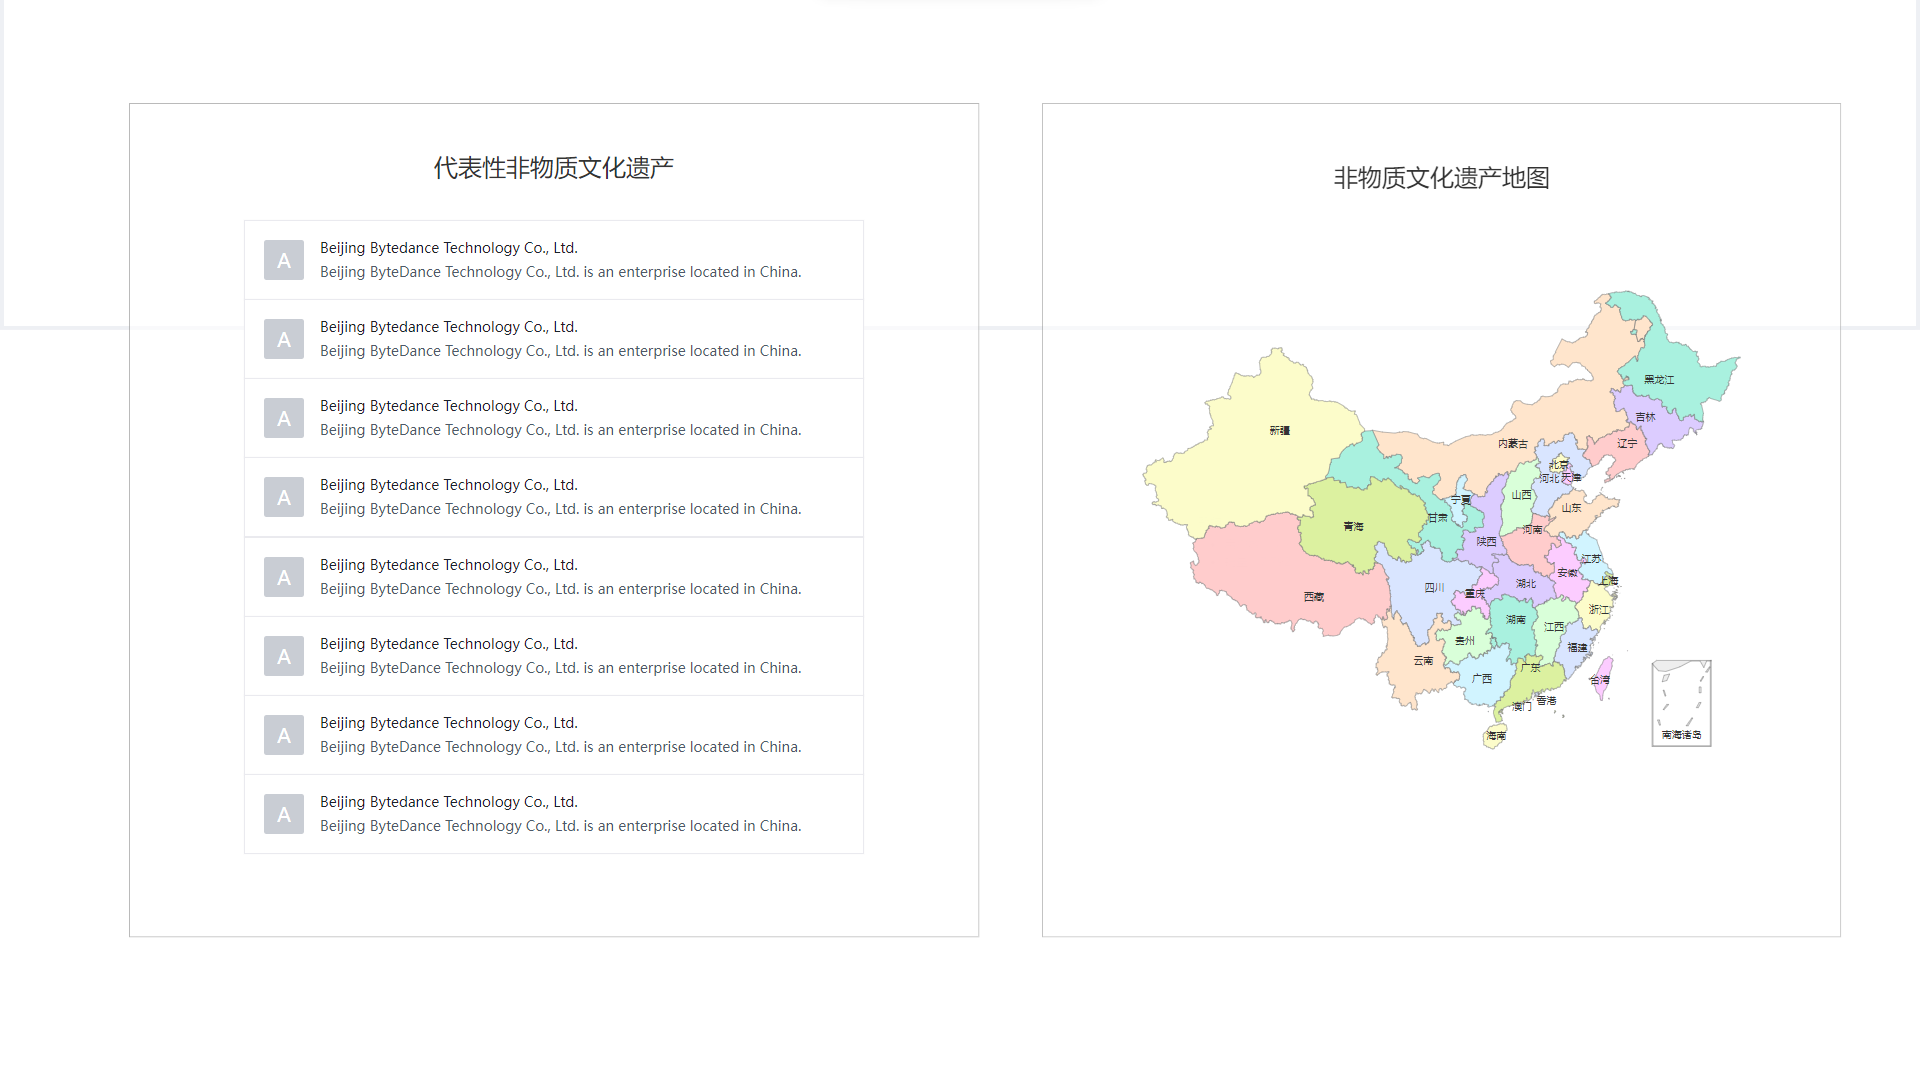 代表性非物质文化遗产
A
Beijing Bytedance Technology Co., Ltd.
Beijing ByteDance Technology Co., Ltd. is an enterprise located in China.
A
Beijing Bytedance Technology Co., Ltd.
Beijing ByteDance Technology Co., Ltd. is an enterprise located in China.
A
Beijing Bytedance Technology Co., Ltd.
Beijing ByteDance Technology Co., Ltd. is an enterprise located in China.
A
Beijing Bytedance Technology Co., Ltd.
Beijing ByteDance Technology Co., Ltd. is an enterprise located in China.
A
Beijing Bytedance Technology Co., Ltd.
Beijing ByteDance Technology Co., Ltd. is an enterprise located in China.
A
Beijing Bytedance Technology Co., Ltd.
Beijing ByteDance Technology Co., Ltd. is an enterprise located in China.
A
Beijing Bytedance Technology Co., Ltd.
Beijing ByteDance Technology Co., Ltd. is an enterprise located in China.
A
Beijing Bytedance Technology Co., Ltd.
Beijing ByteDance Technology Co., Ltd. is an enterprise located in China.
非物质文化遗产地图
黑龙江
吉林
新疆
内蒙古
辽宁
北京
河北
天津
山西
宁夏
山东
甘肃
青海
河南
陕西
江苏
安徽
上海
湖北
四川
重庆
西藏
浙江
湖南
江西
贵州
福建
云南
广东
广西
台湾
香港
澳门
海南
南海诸岛